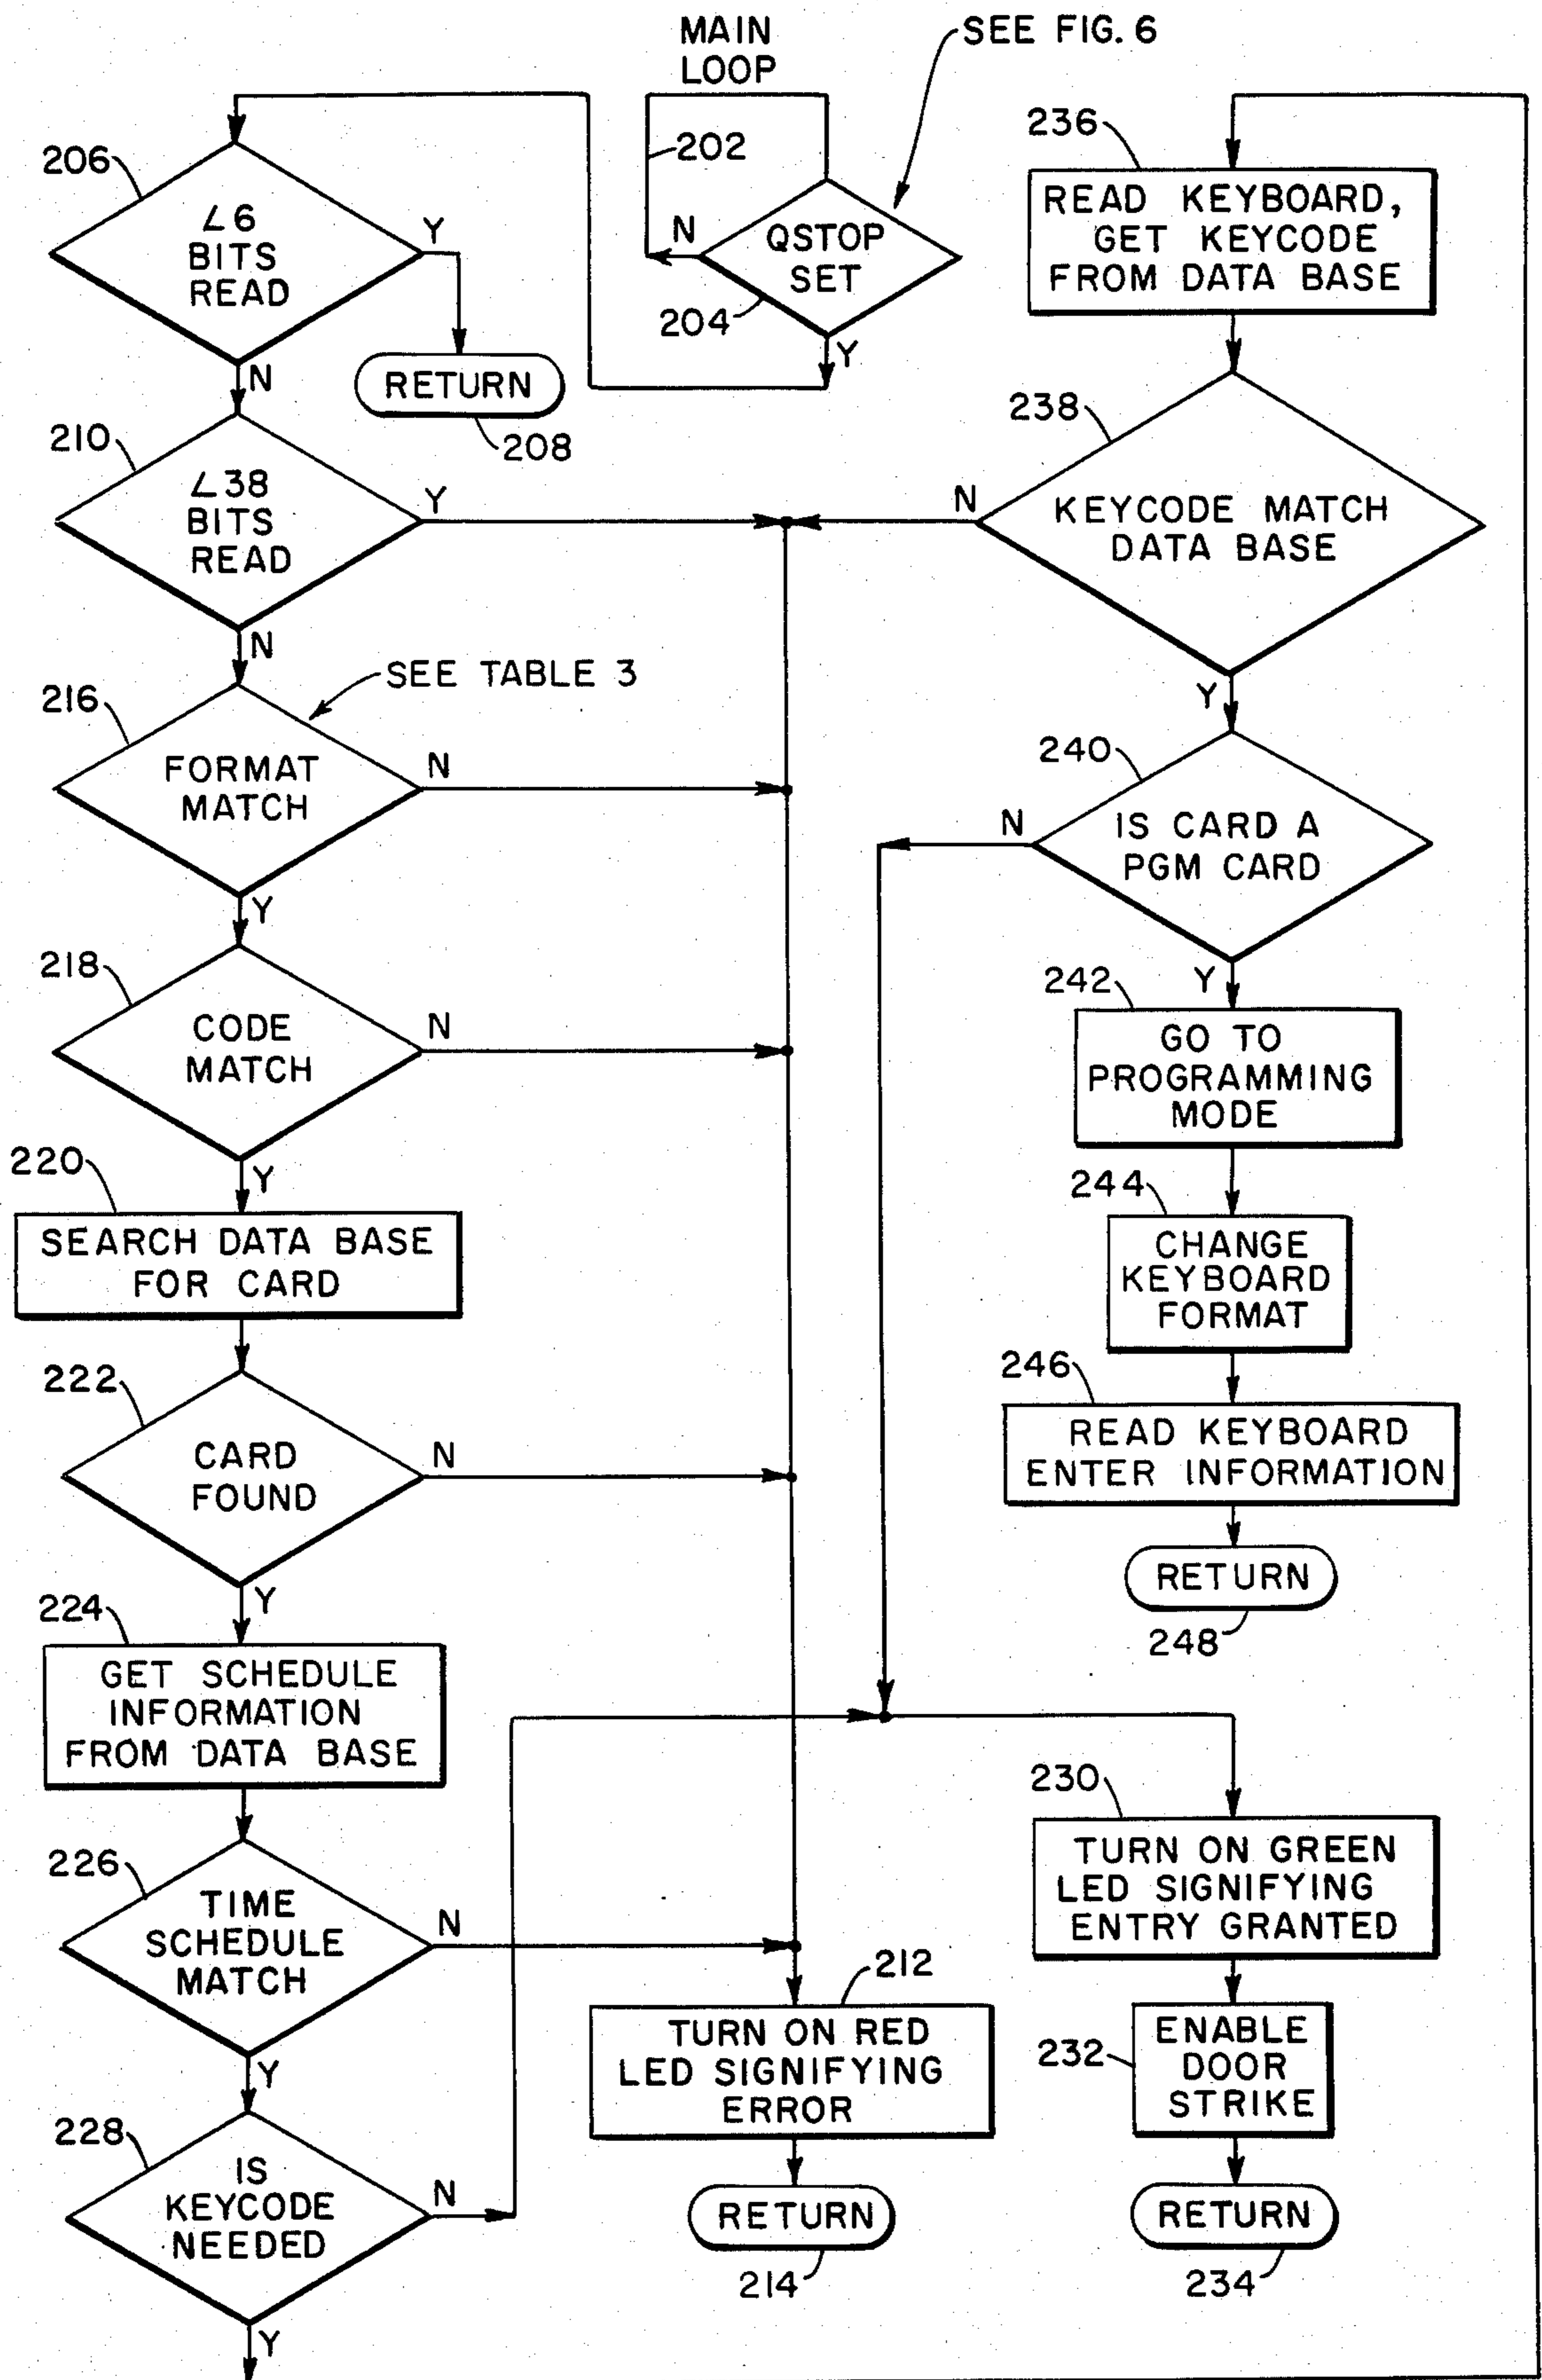 MAIN
LOOP
SEE FIG. 6
202
QSTOP
SET
N
204
Y
206
∠6
BITS
READ
Y
N
RETURN
208
210
∠38
BITS
READ
Y
N
SEE TABLE 3
216
FORMAT
MATCH
N
Y
218
CODE
MATCH
N
Y
220
SEARCH DATA BASE
FOR CARD
222
CARD
FOUND
N
Y
224
GET SCHEDULE
INFORMATION
FROM DATA BASE
226
TIME
SCHEDULE
MATCH
N
Y
228
IS
KEYCODE
NEEDED
N
Y
212
TURN ON RED
LED SIGNIFYING
ERROR
RETURN
214
236
READ KEYBOARD,
GET KEYCODE
FROM DATA BASE
238
KEYCODE MATCH
DATA BASE
N
Y
240
IS CARD A
PGM CARD
N
Y
242
GO TO
PROGRAMMING
MODE
244
CHANGE
KEYBOARD
FORMAT
246
READ KEYBOARD
ENTER INFORMATION
RETURN
248
230
TURN ON GREEN
LED SIGNIFYING
ENTRY GRANTED
232
ENABLE
DOOR
STRIKE
RETURN
234